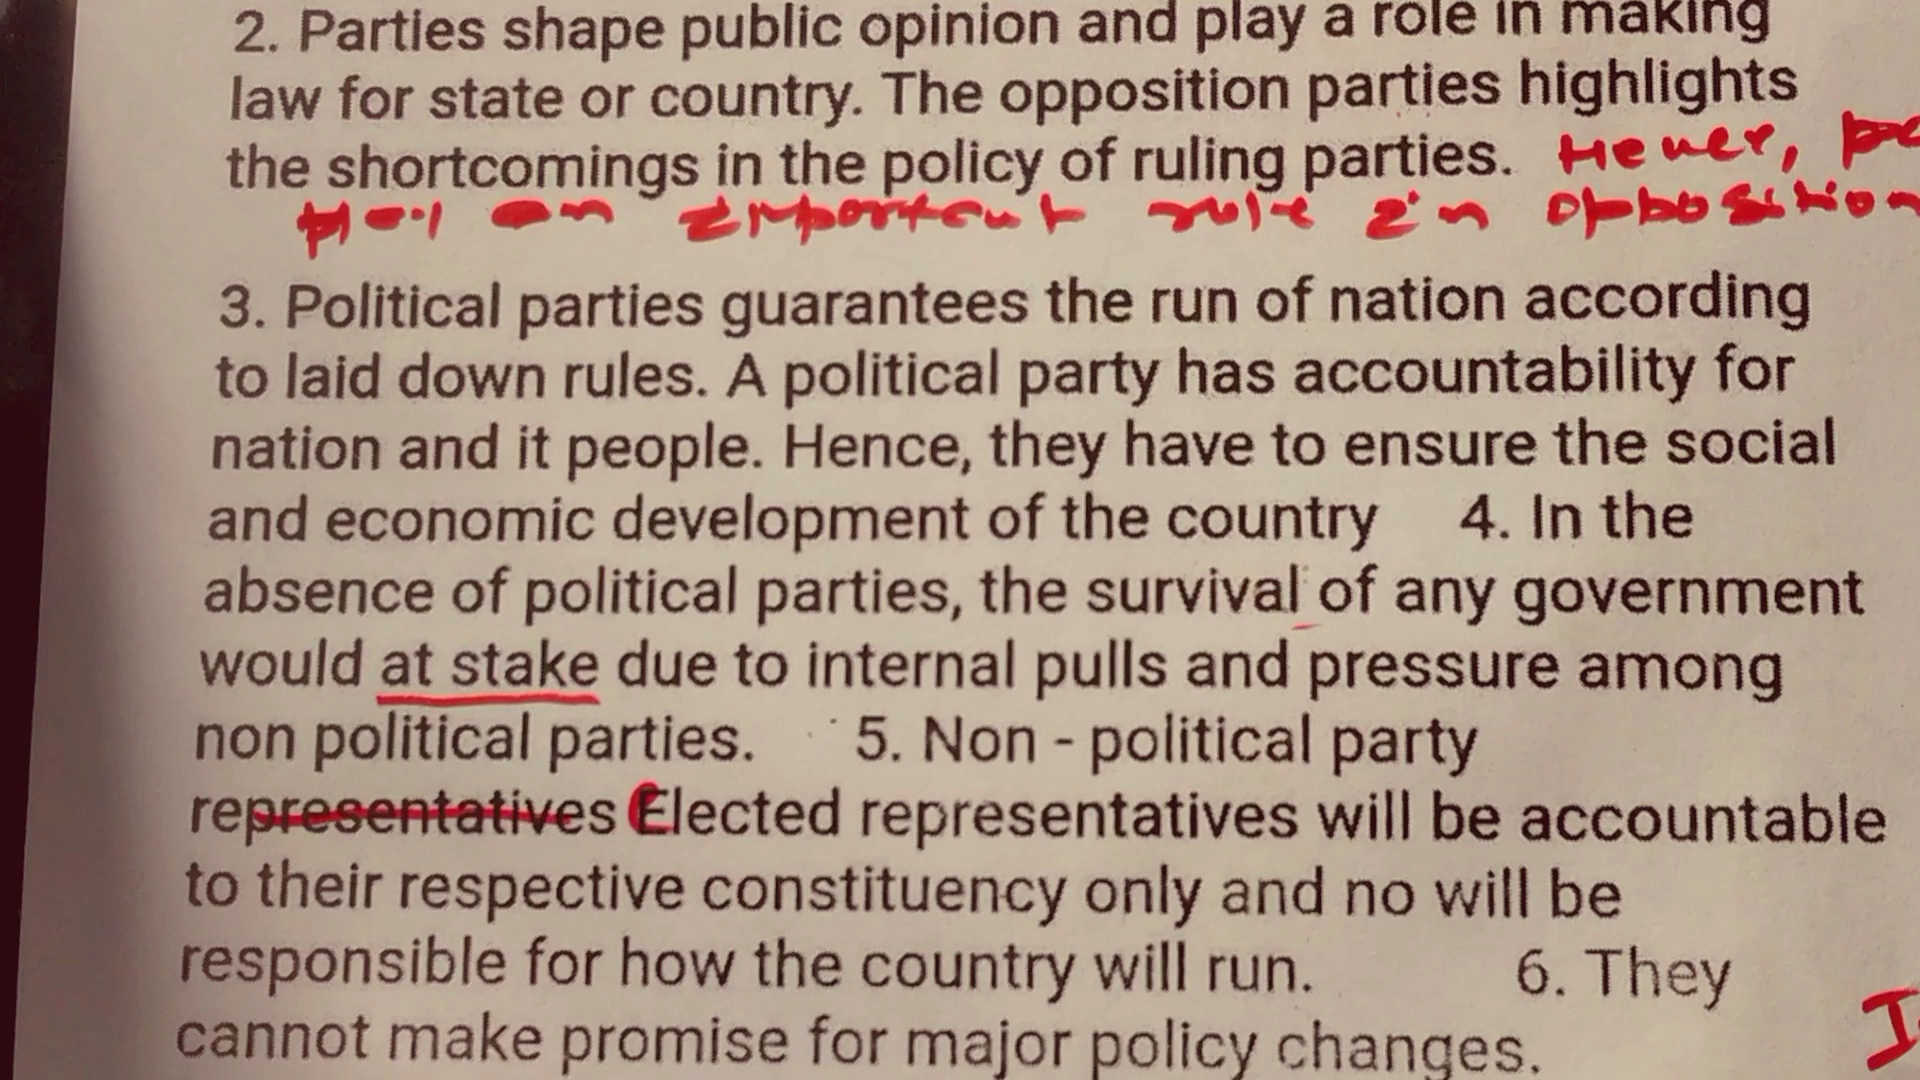 2. Parties shape public opinion and play a role in making
law for state or country. The opposition parties highlights
the shortcomings in the policy of ruling parties. Hence,
play an important role in opposition
3. Political parties guarantees the run of nation according
to laid down rules. A political party has accountability for
nation and it people. Hence, they have to ensure the social
and economic development of the country 4. In the
absence of political parties, the survival of any government
would at stake due to internal pulls and pressure among
non political parties. 5. Non - political party
representatives Elected representatives will be accountable
to their respective constituency only and no will be
responsible for how the country will run. 6. They
cannot make promise for major policy changes.